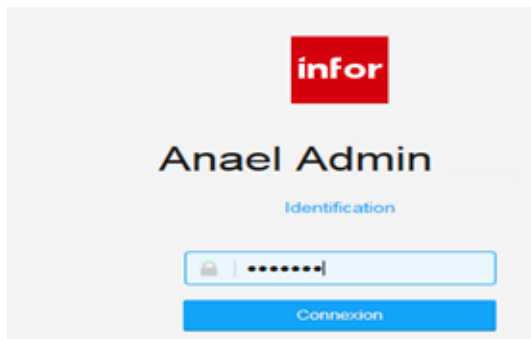 infor
Anael Admin
Identification
•••••••
Connexion